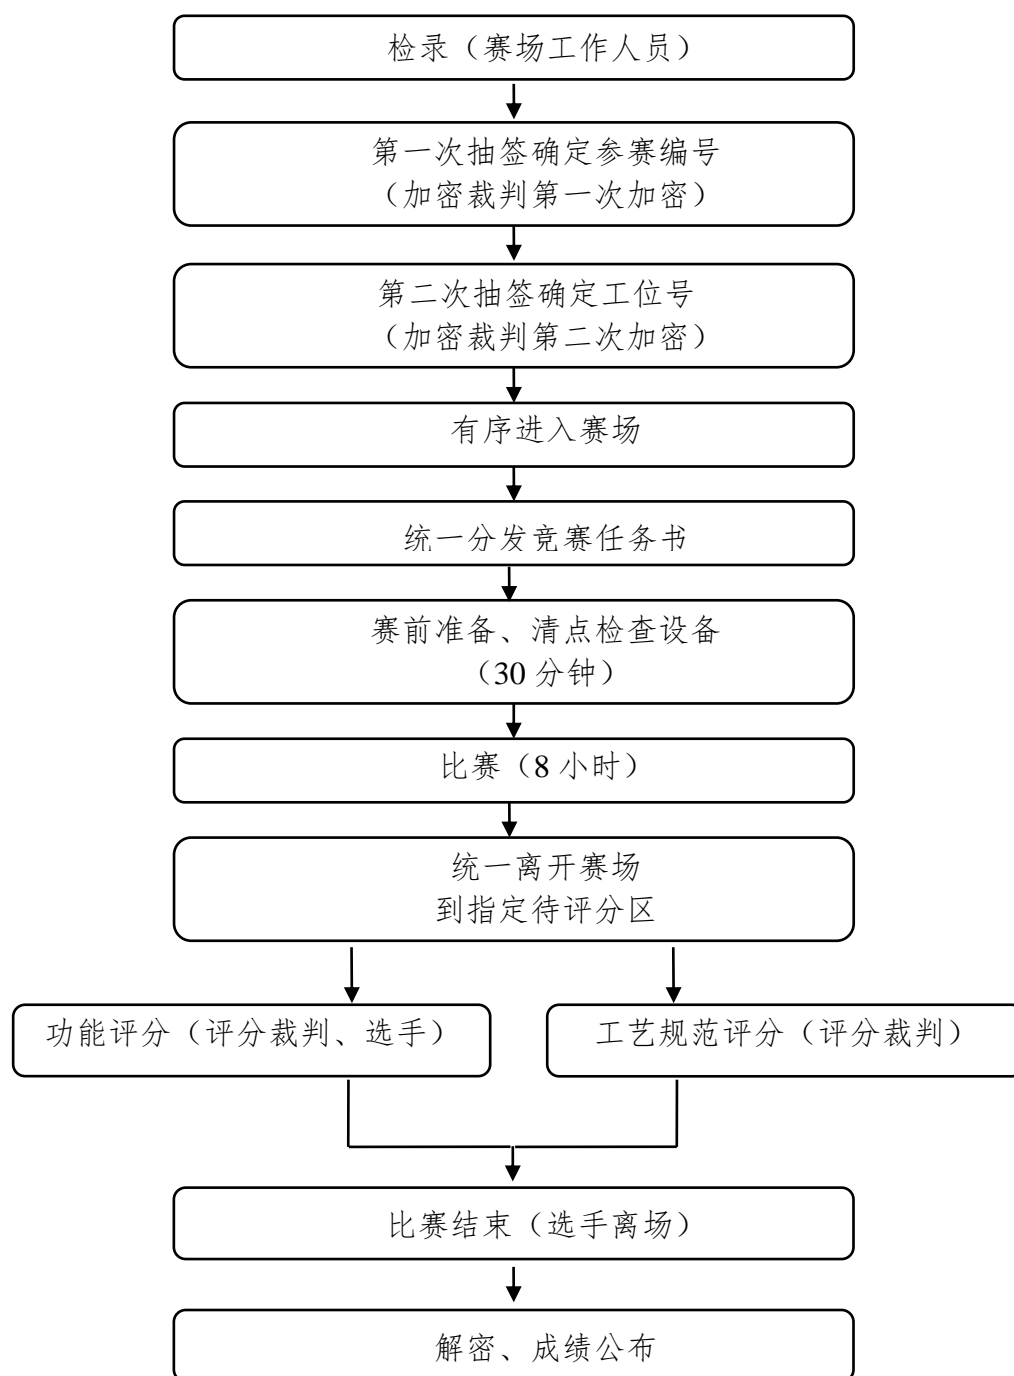 检录（赛场工作人员）
第一次抽签确定参赛编号
（加密裁判第一次加密）
第二次抽签确定工位号
（加密裁判第二次加密）
有序进入赛场
统一分发竞赛任务书
赛前准备、清点检查设备
（30 分钟）
比赛（8 小时）
统一离开赛场
到指定待评分区
功能评分（评分裁判、选手）
工艺规范评分（评分裁判）
比赛结束（选手离场）
解密、成绩公布